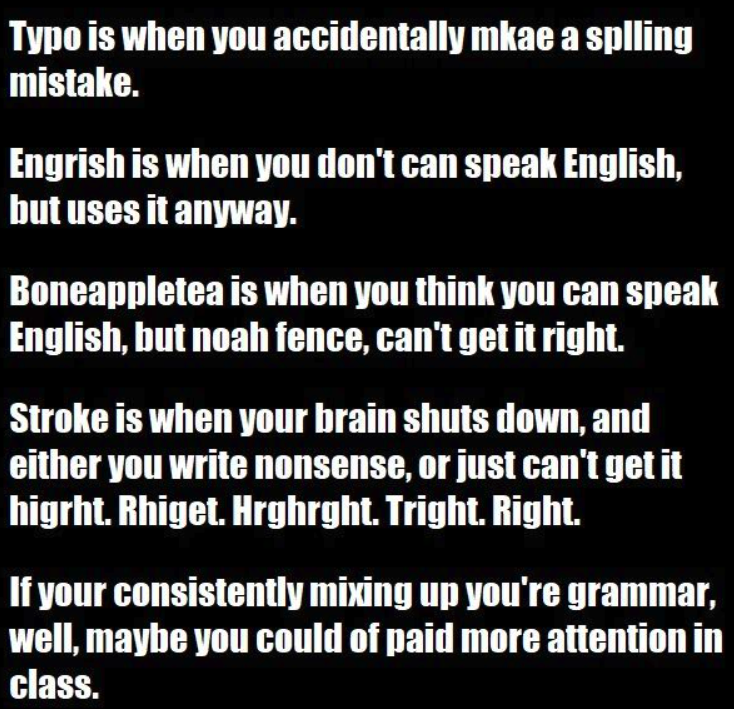 Typo is when you accidentally mkae a splling
mistake.
Engrish is when you don't can speak English,
but uses it anyway.
Boneappletea is when you think you can speak
English, but noah fence, can't get it right.
Stroke is when your brain shuts down, and
either you write nonsense, or just can't get it
higrht. Rhiget. Hrghrght. Tright. Right.
If your consistently mixing up you're grammar,
well, maybe you could of paid more attention in
class.